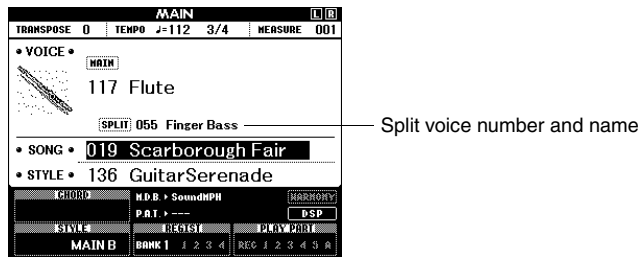 MAIN L R
TRANSPOSE 0 TEMPO ♩=112 3/4 MEASURE 001
• VOICE •
MAIN
117 Flute
SPLIT 055 Finger Bass
Split voice number and name
• SONG • 019 Scarborough Fair
• STYLE • 136 GuitarSerenade
CHORD M.D.B. ▸ SoundMPH HARMONY
P.A.T. ▸ --- DSP
STYLE REGIST PLAY PART
MAIN B BANK 1 1 2 3 4 REC 1 2 3 4 5 A